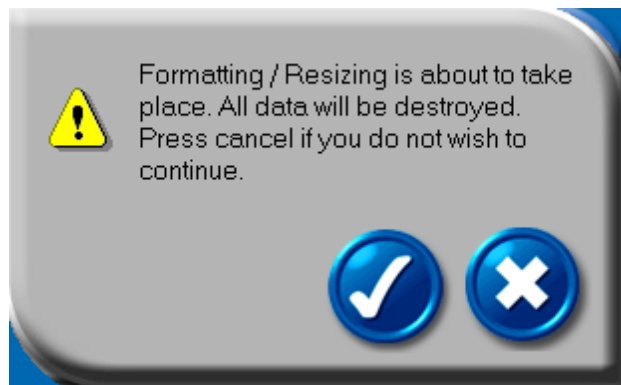 Formatting / Resizing is about to take
place. All data will be destroyed.
Press cancel if you do not wish to
continue.